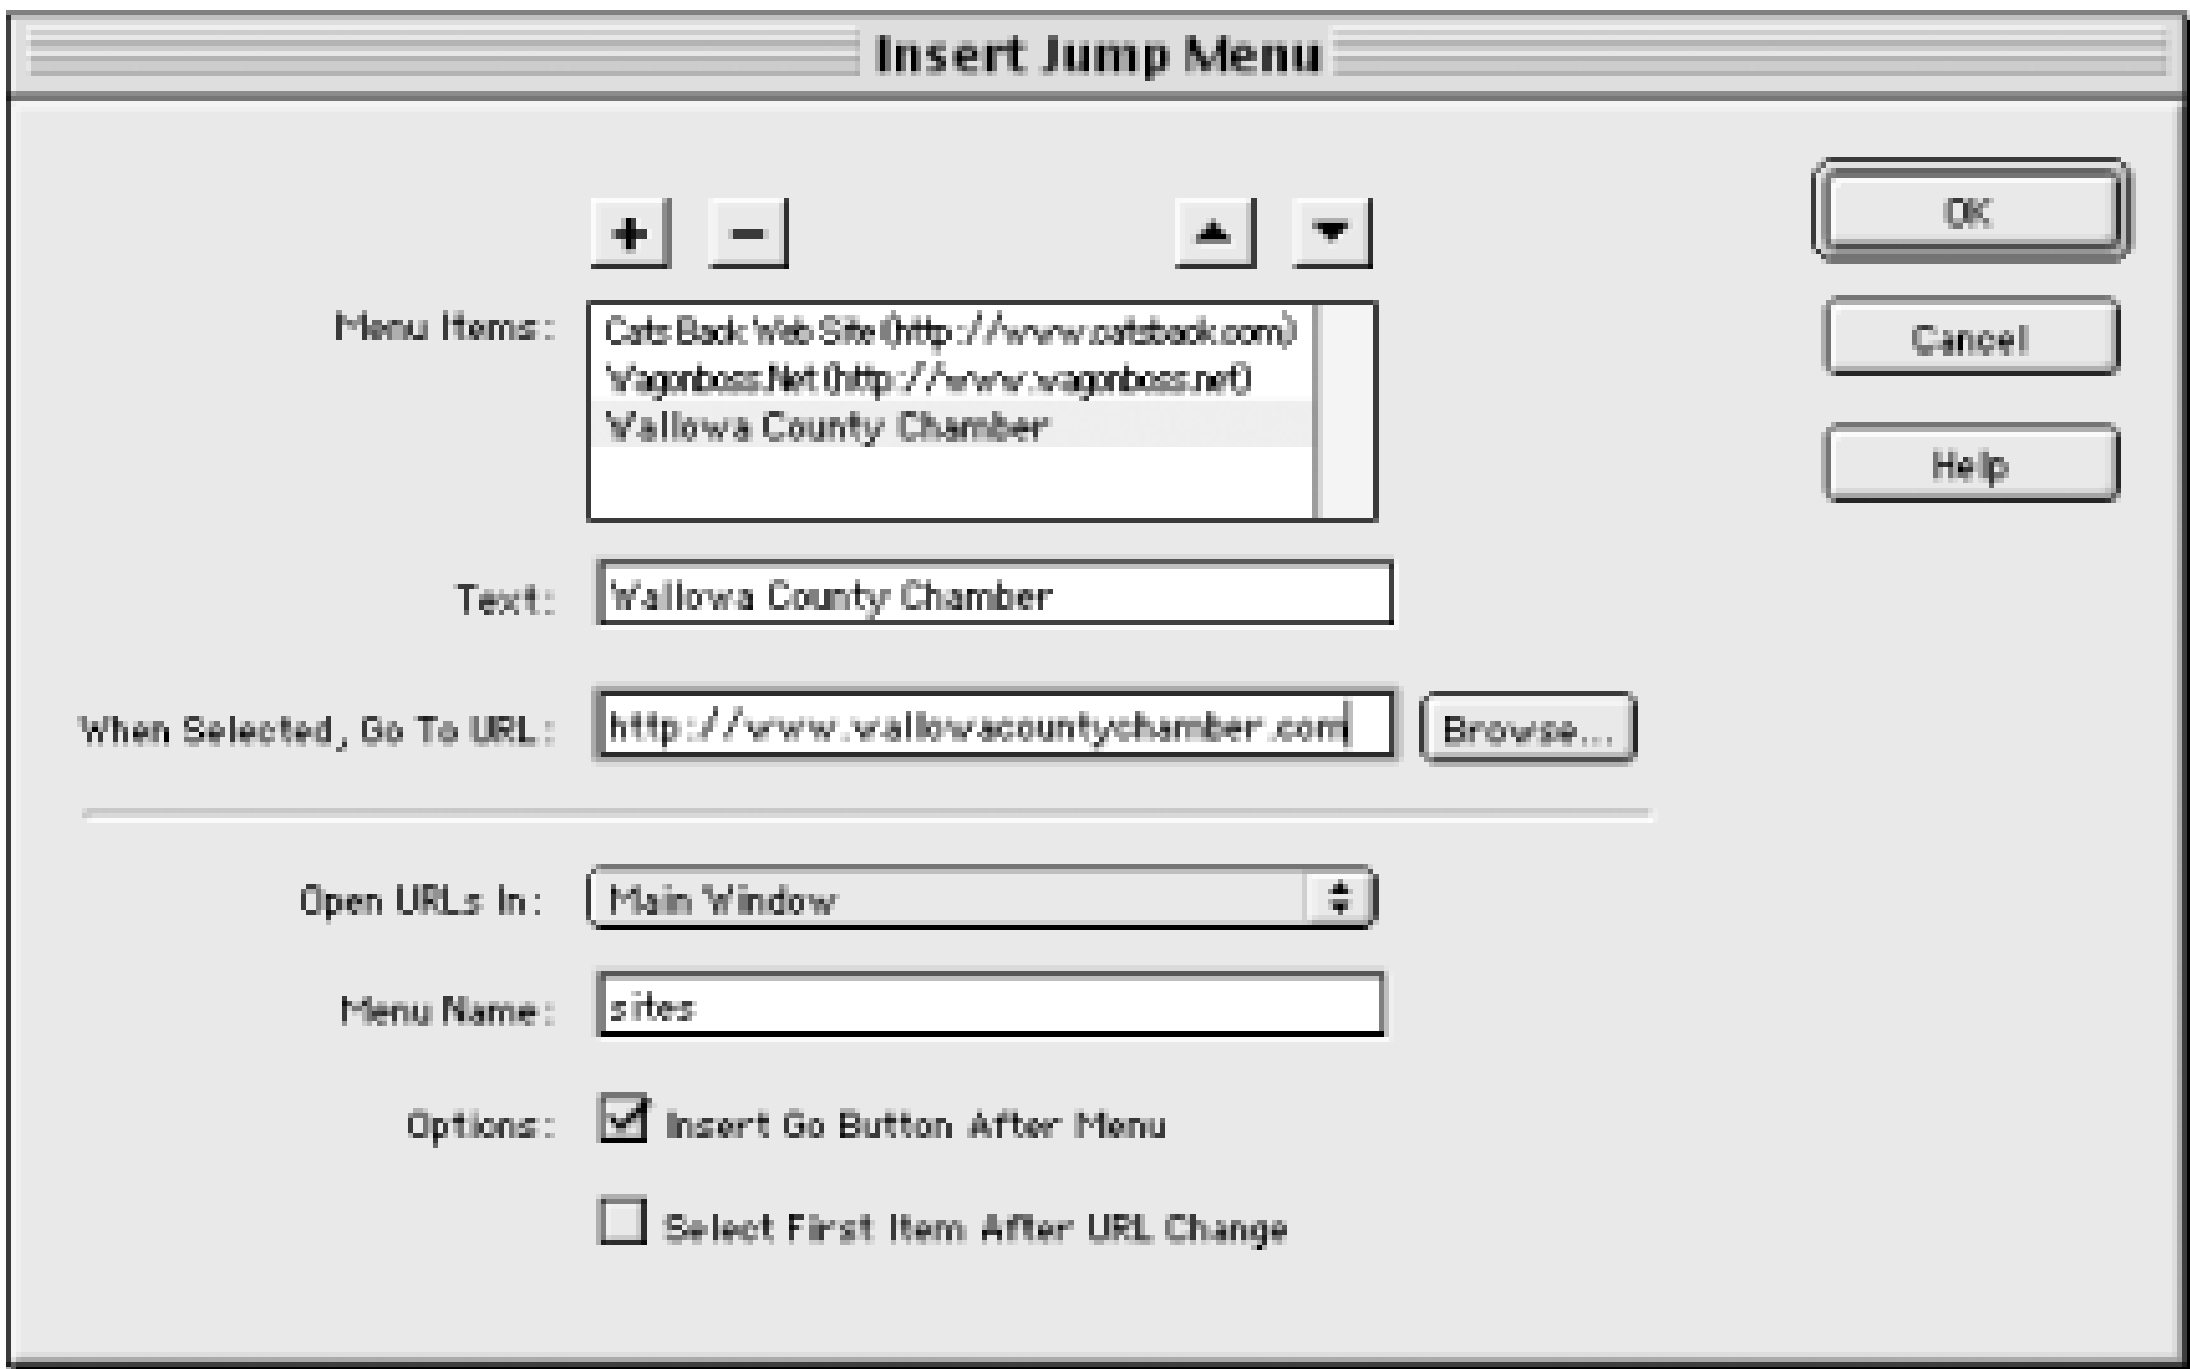 Insert Jump Menu
+ -
OK
Menu Items:
Cats Back Web Site (http://www.catsback.com)
Wagonboss.Net (http://www.wagonboss.net)
Wallowa County Chamber
Cancel
Help
Text: Wallowa County Chamber
When Selected, Go To URL: http://www.wallowacountychamber.com Browse...
Open URLs In: Main Window
Menu Name: sites
Options: Insert Go Button After Menu
Select First Item After URL Change